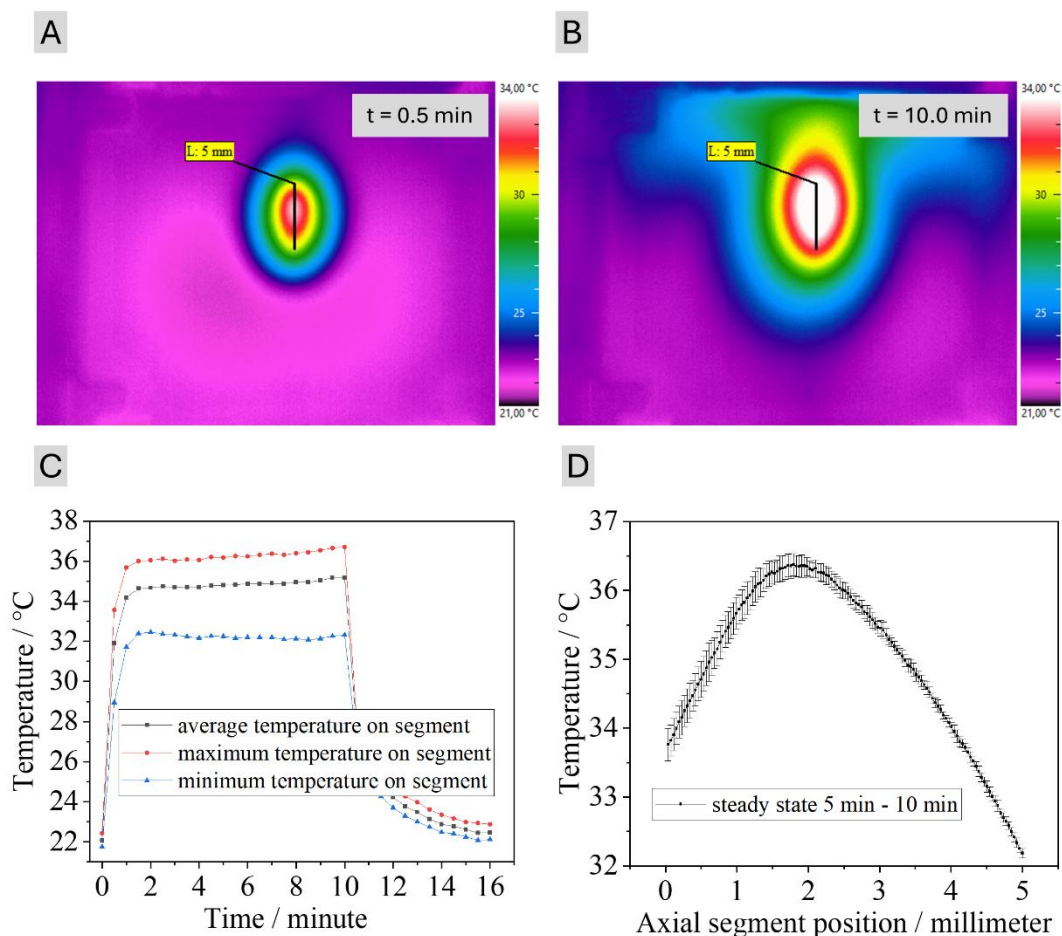 A
B
34,00 °C
t = 0.5 min
L: 5 mm
30
25
21,00 °C
34,00 °C
t = 10.0 min
L: 5 mm
30
25
21,00 °C
C
38
36
34
32
30
28
26
24
22
Temperature / °C
average temperature on segment
maximum temperature on segment
minimum temperature on segment
0 2 4 6 8 10 12 14 16
Time / minute
D
37
36
35
34
33
32
Temperature / °C
steady state 5 min - 10 min
0 1 2 3 4 5
Axial segment position / millimeter